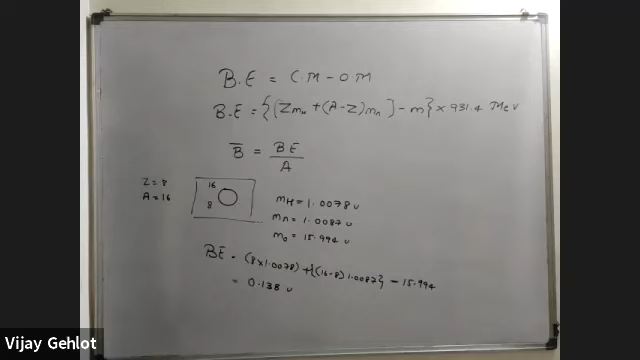 B.E = C.M - O.M
B.E = {[Zmₕ + (A-Z)mₙ] - m} × 931.4 MeV
B̅ = BE / A
Z = 8
A = 16
16
8 O
mH = 1.0078 u
mn = 1.0087 u
mo = 15.994 u
BE = (8×1.0078) + {(16-8)1.0087} - 15.994
= 0.138 u
Vijay Gehlot